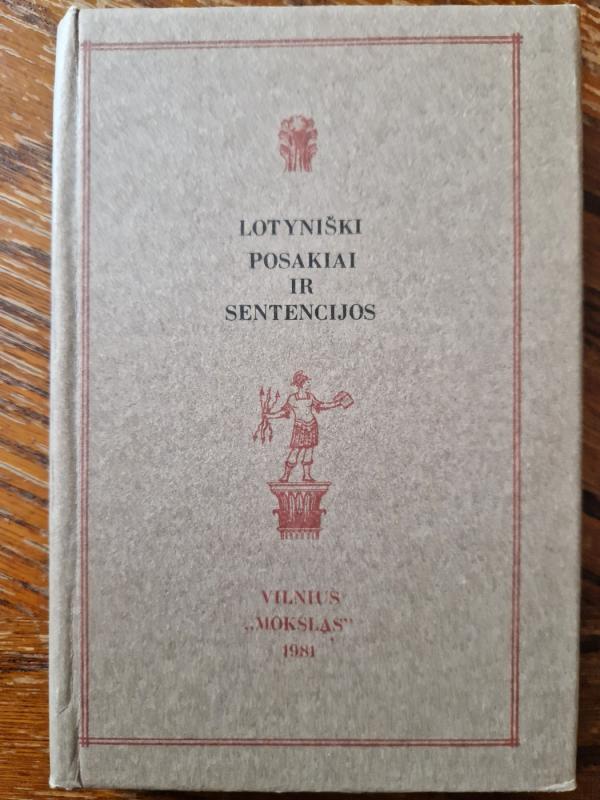 LOTYNIŠKI
POSAKIAI
IR
SENTENCIJOS
VILNIUS
„MOKSLAS”
1981